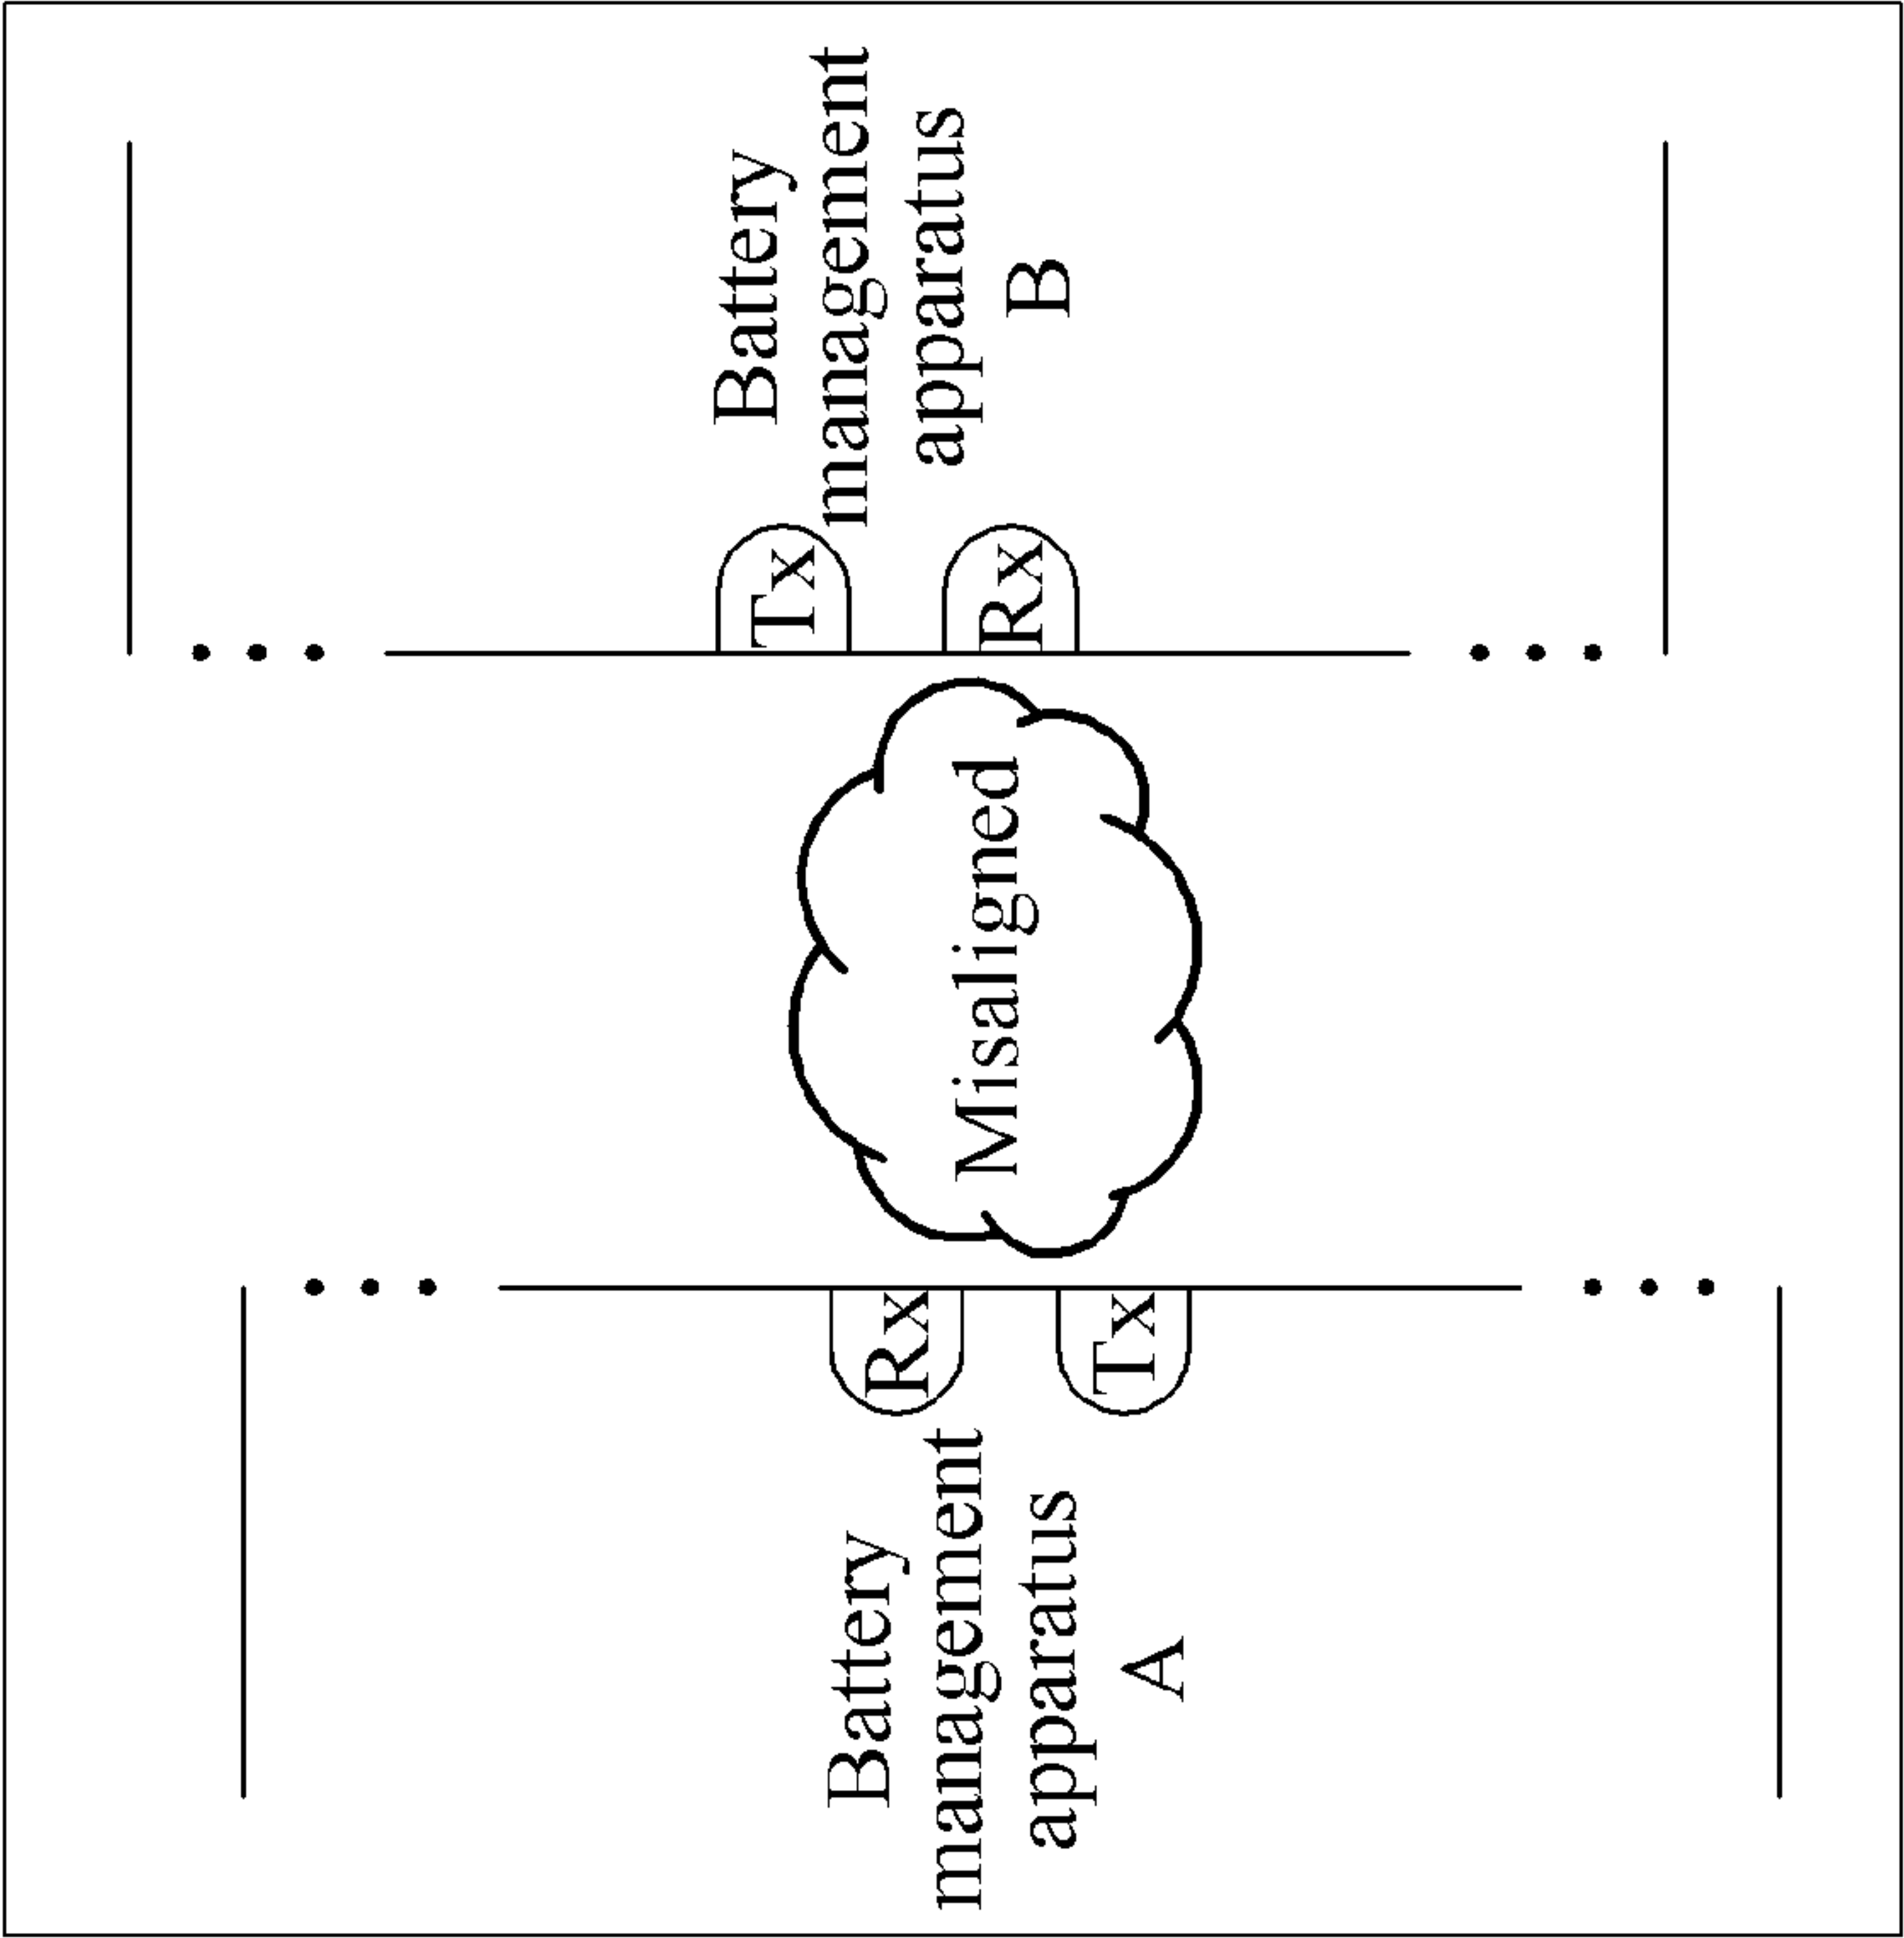 Battery
management
apparatus
A
Rx
Tx
Misaligned
Tx
Rx
Battery
management
apparatus
B